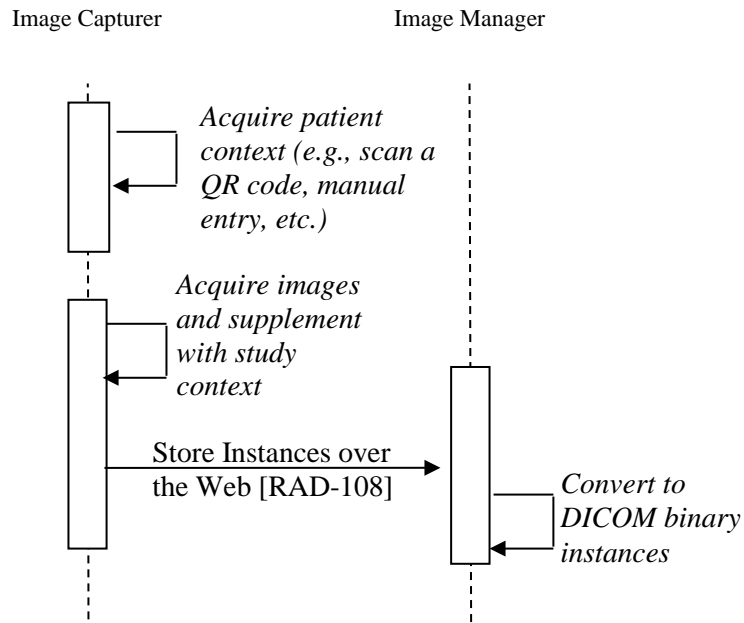 Image Capturer
Image Manager
Acquire patient
context (e.g., scan a
QR code, manual
entry, etc.)
Acquire images
and supplement
with study
context
Store Instances over
the Web [RAD-108]
Convert to
DICOM binary
instances